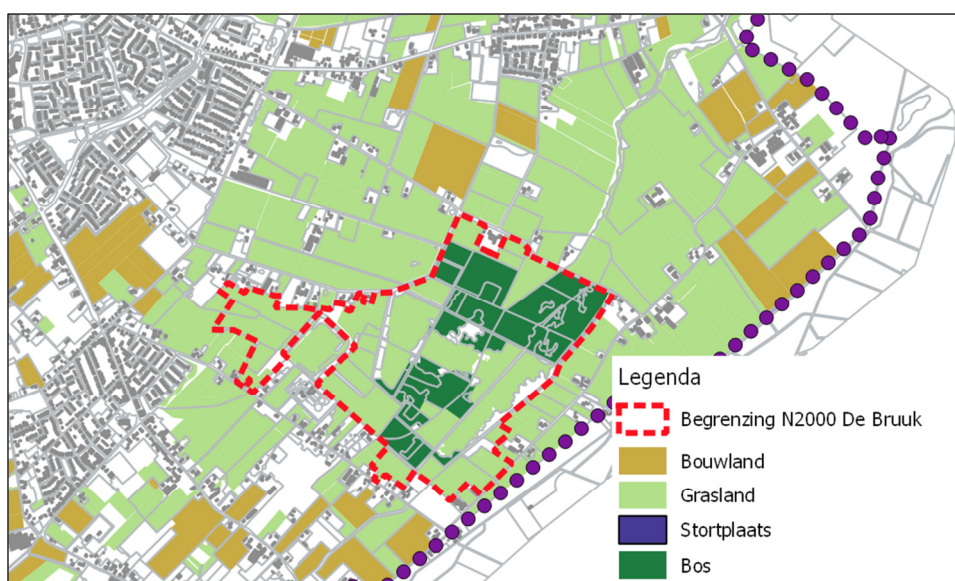 Legenda
Begrenzing N2000 De Bruuk
Bouwland
Grasland
Stortplaats
Bos